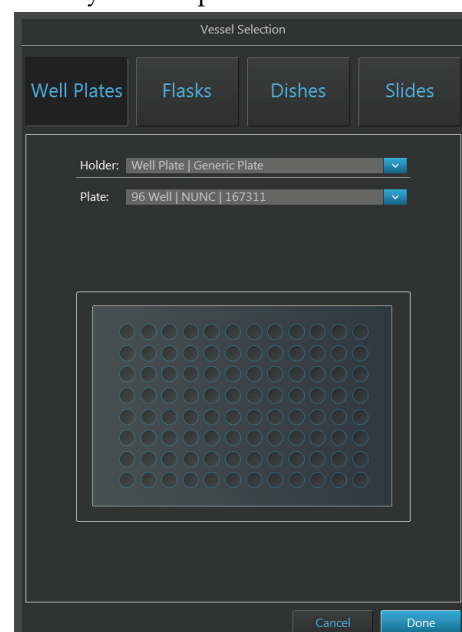 Vessel Selection
Well Plates Flasks Dishes Slides
Holder: Well Plate | Generic Plate
Plate: 96 Well | NUNC | 167311
Cancel Done